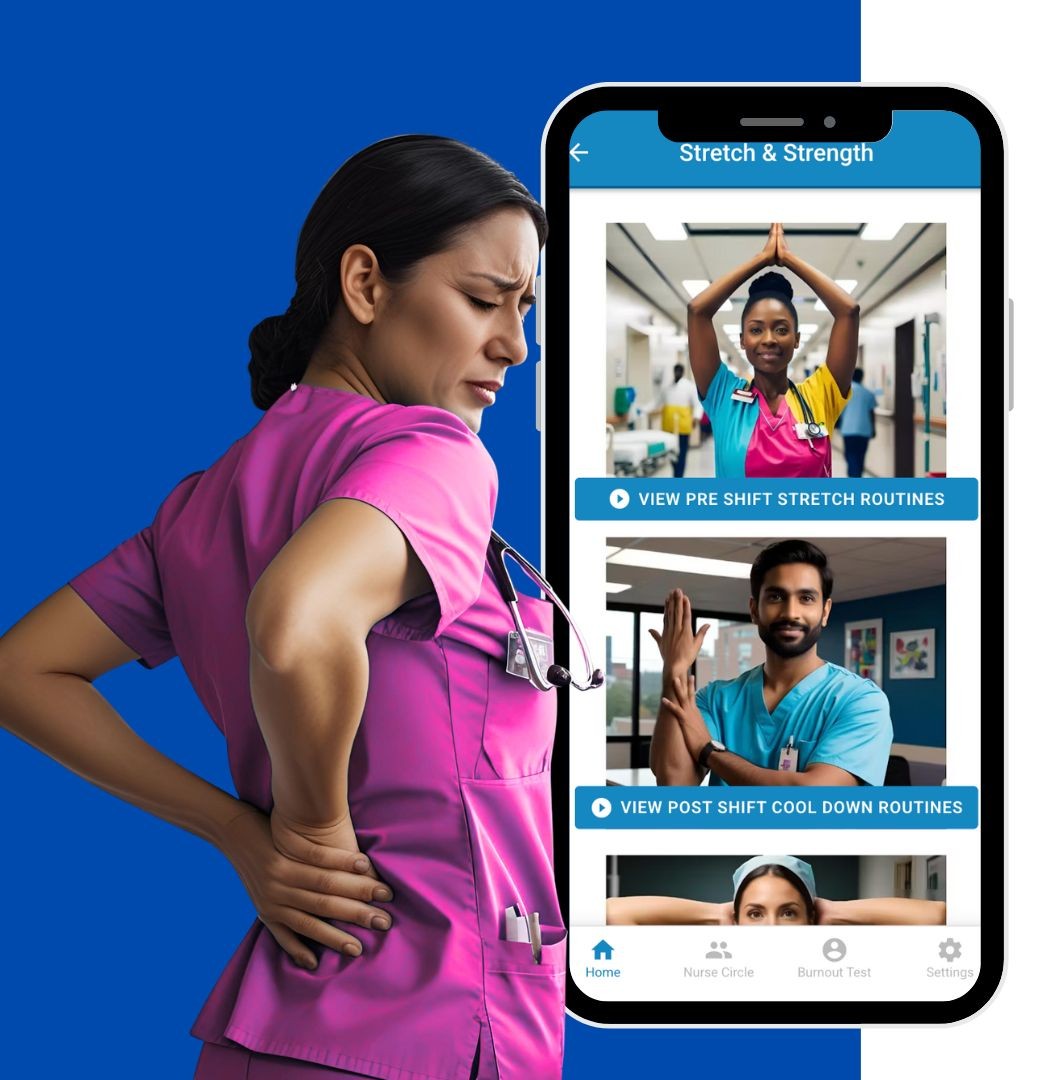 Stretch & Strength
VIEW PRE SHIFT STRETCH ROUTINES
VIEW POST SHIFT COOL DOWN ROUTINES
Home
Nurse Circle
Burnout Test
Settings